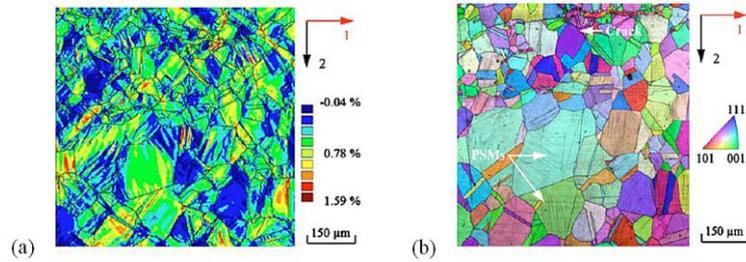 1
2
-0.04 %
0.78 %
1.59 %
150 µm
(a)
Crack
PSMs
1
2
111
101 001
150 µm
(b)